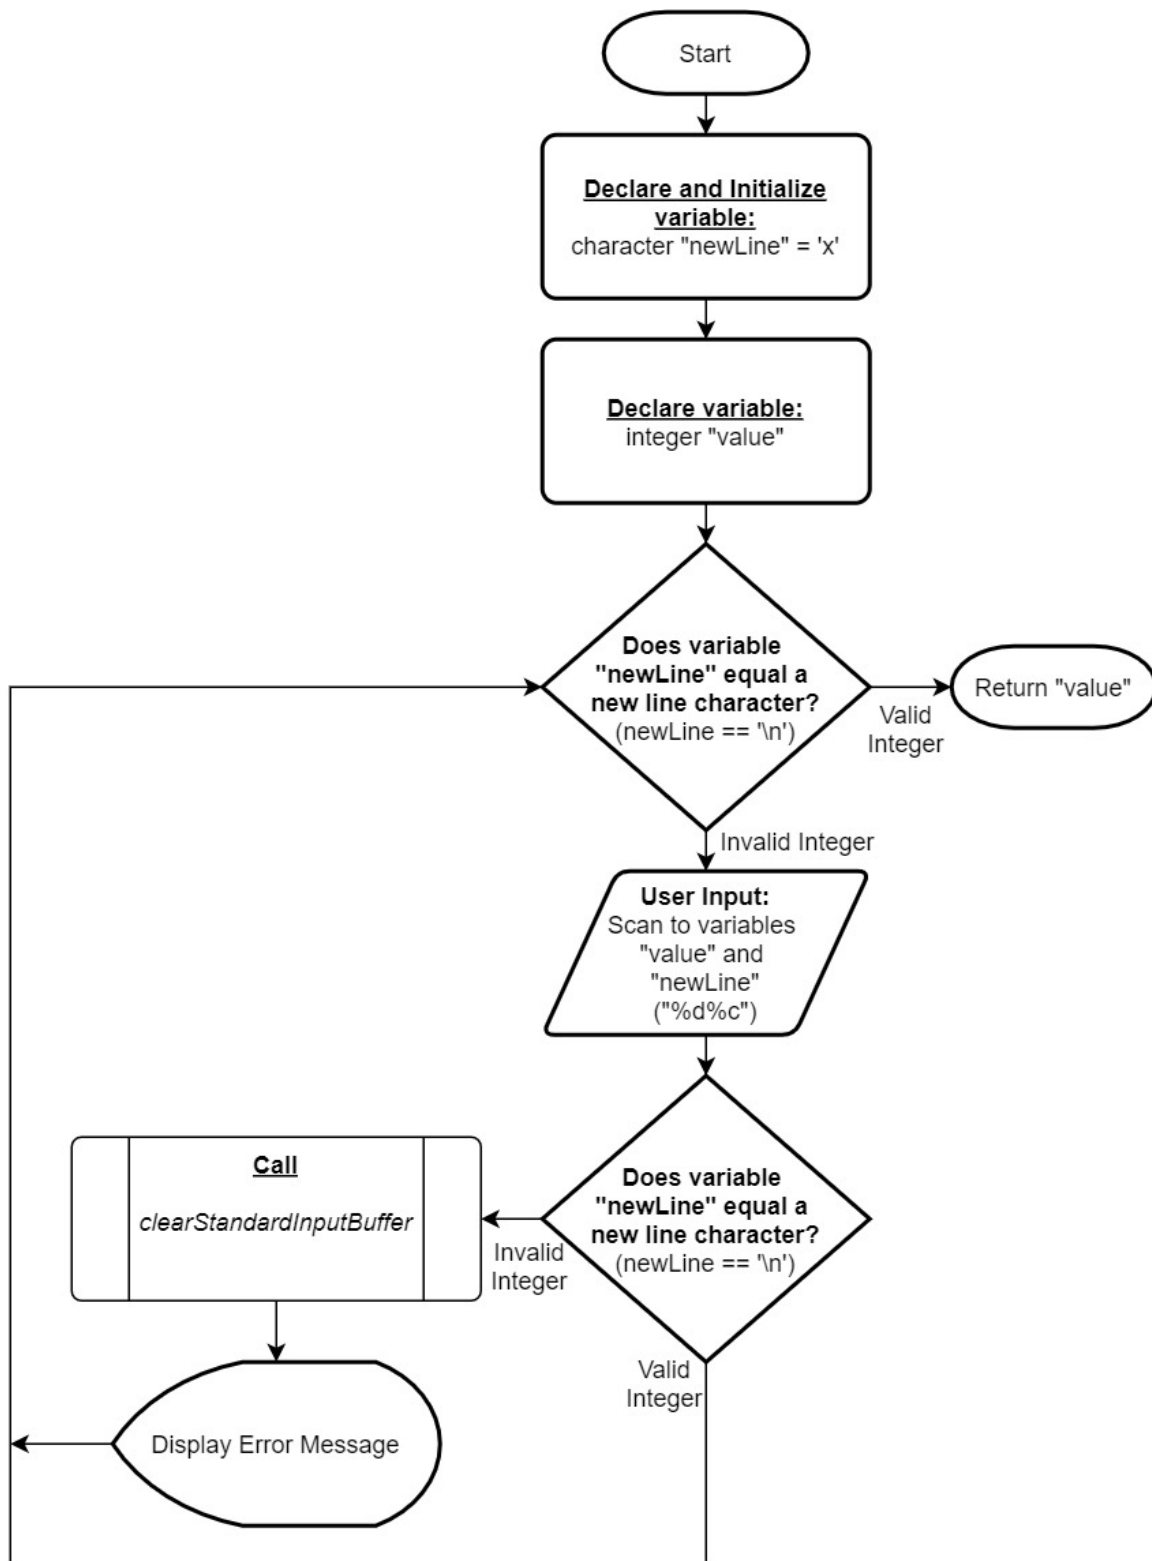 Start
Declare and Initialize
variable:
character "newLine" = 'x'
Declare variable:
integer "value"
Does variable
"newLine" equal a
new line character?
(newLine == '\n')
Return "value"
Valid
Integer
Invalid Integer
User Input:
Scan to variables
"value" and
"newLine"
("%d%c")
Call
clearStandardInputBuffer
Does variable
"newLine" equal a
new line character?
(newLine == '\n')
Invalid
Integer
Valid
Integer
Display Error Message